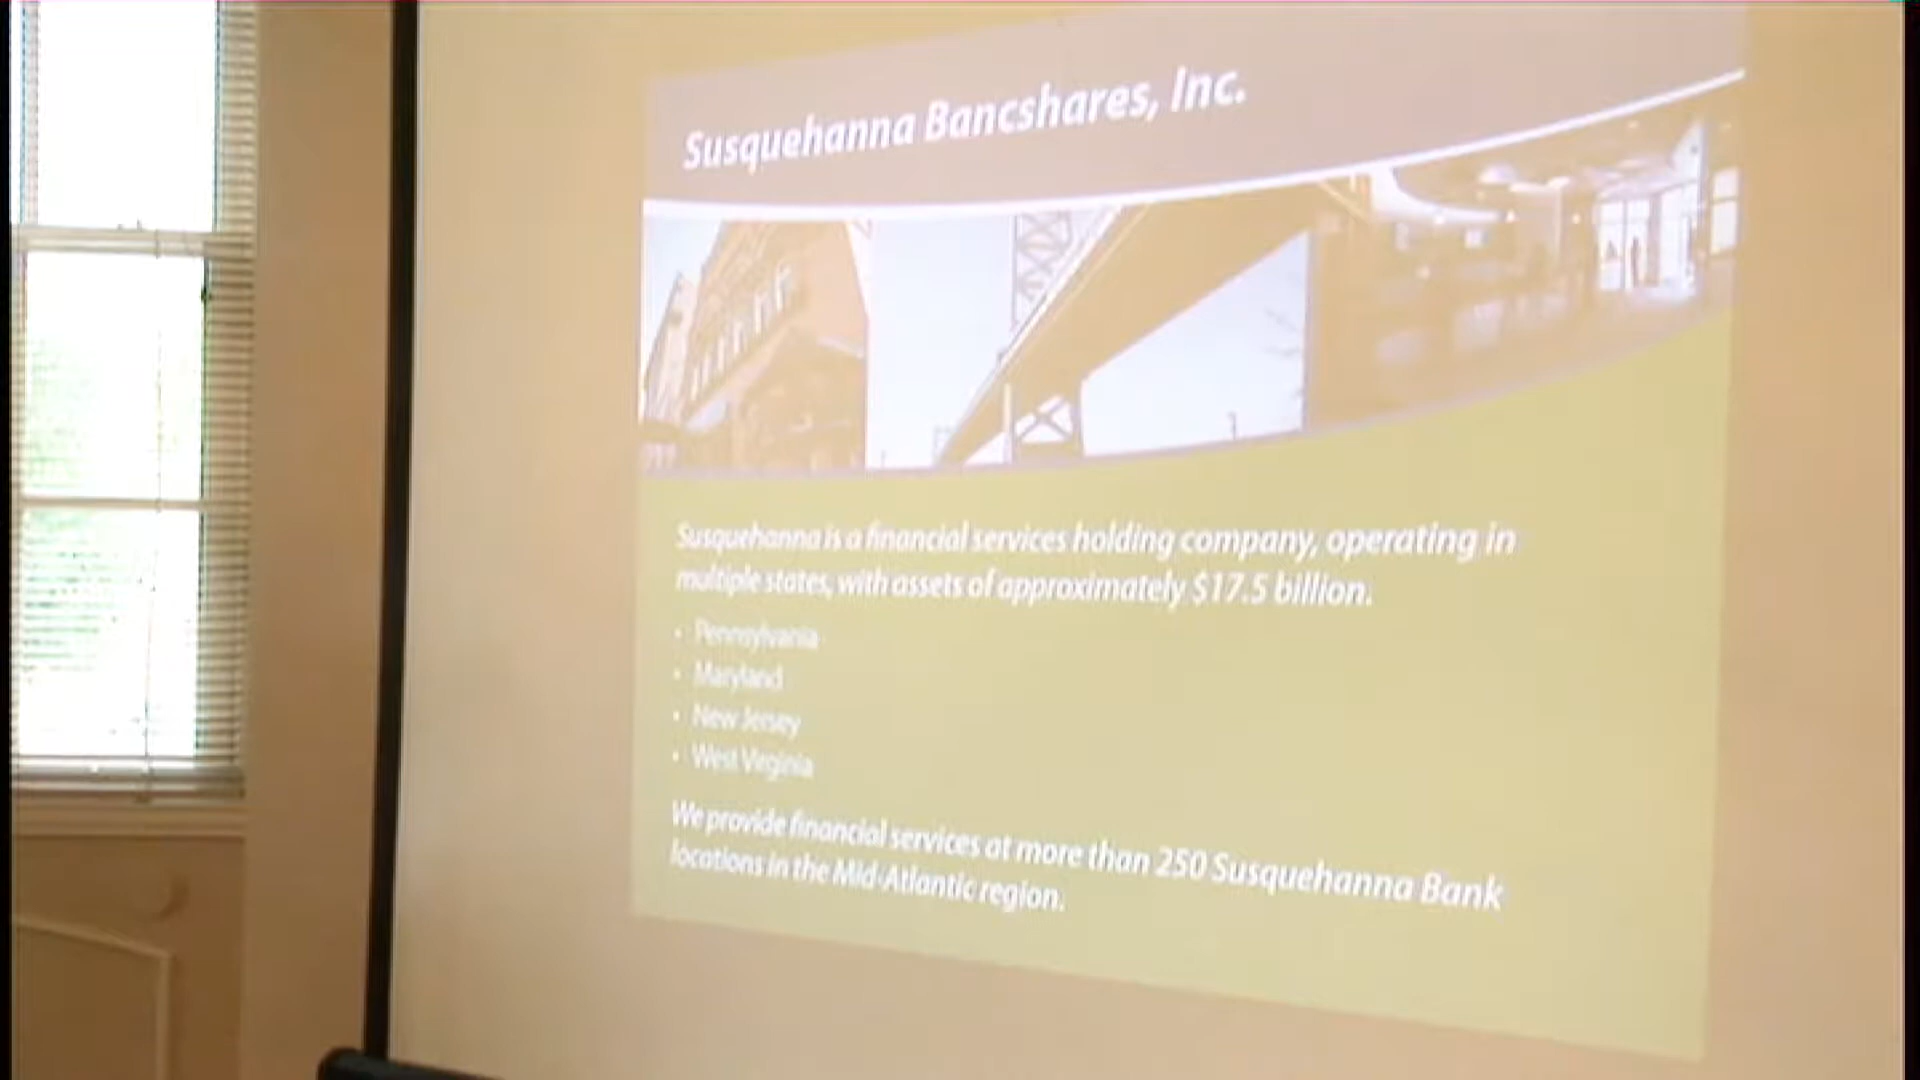 Susquehanna Bancshares, Inc.
Susquehanna is a financial services holding company, operating in
multiple states, with assets of approximately $17.5 billion.
• Pennsylvania
• Maryland
• New Jersey
• West Virginia
We provide financial services at more than 250 Susquehanna Bank
locations in the Mid-Atlantic region.